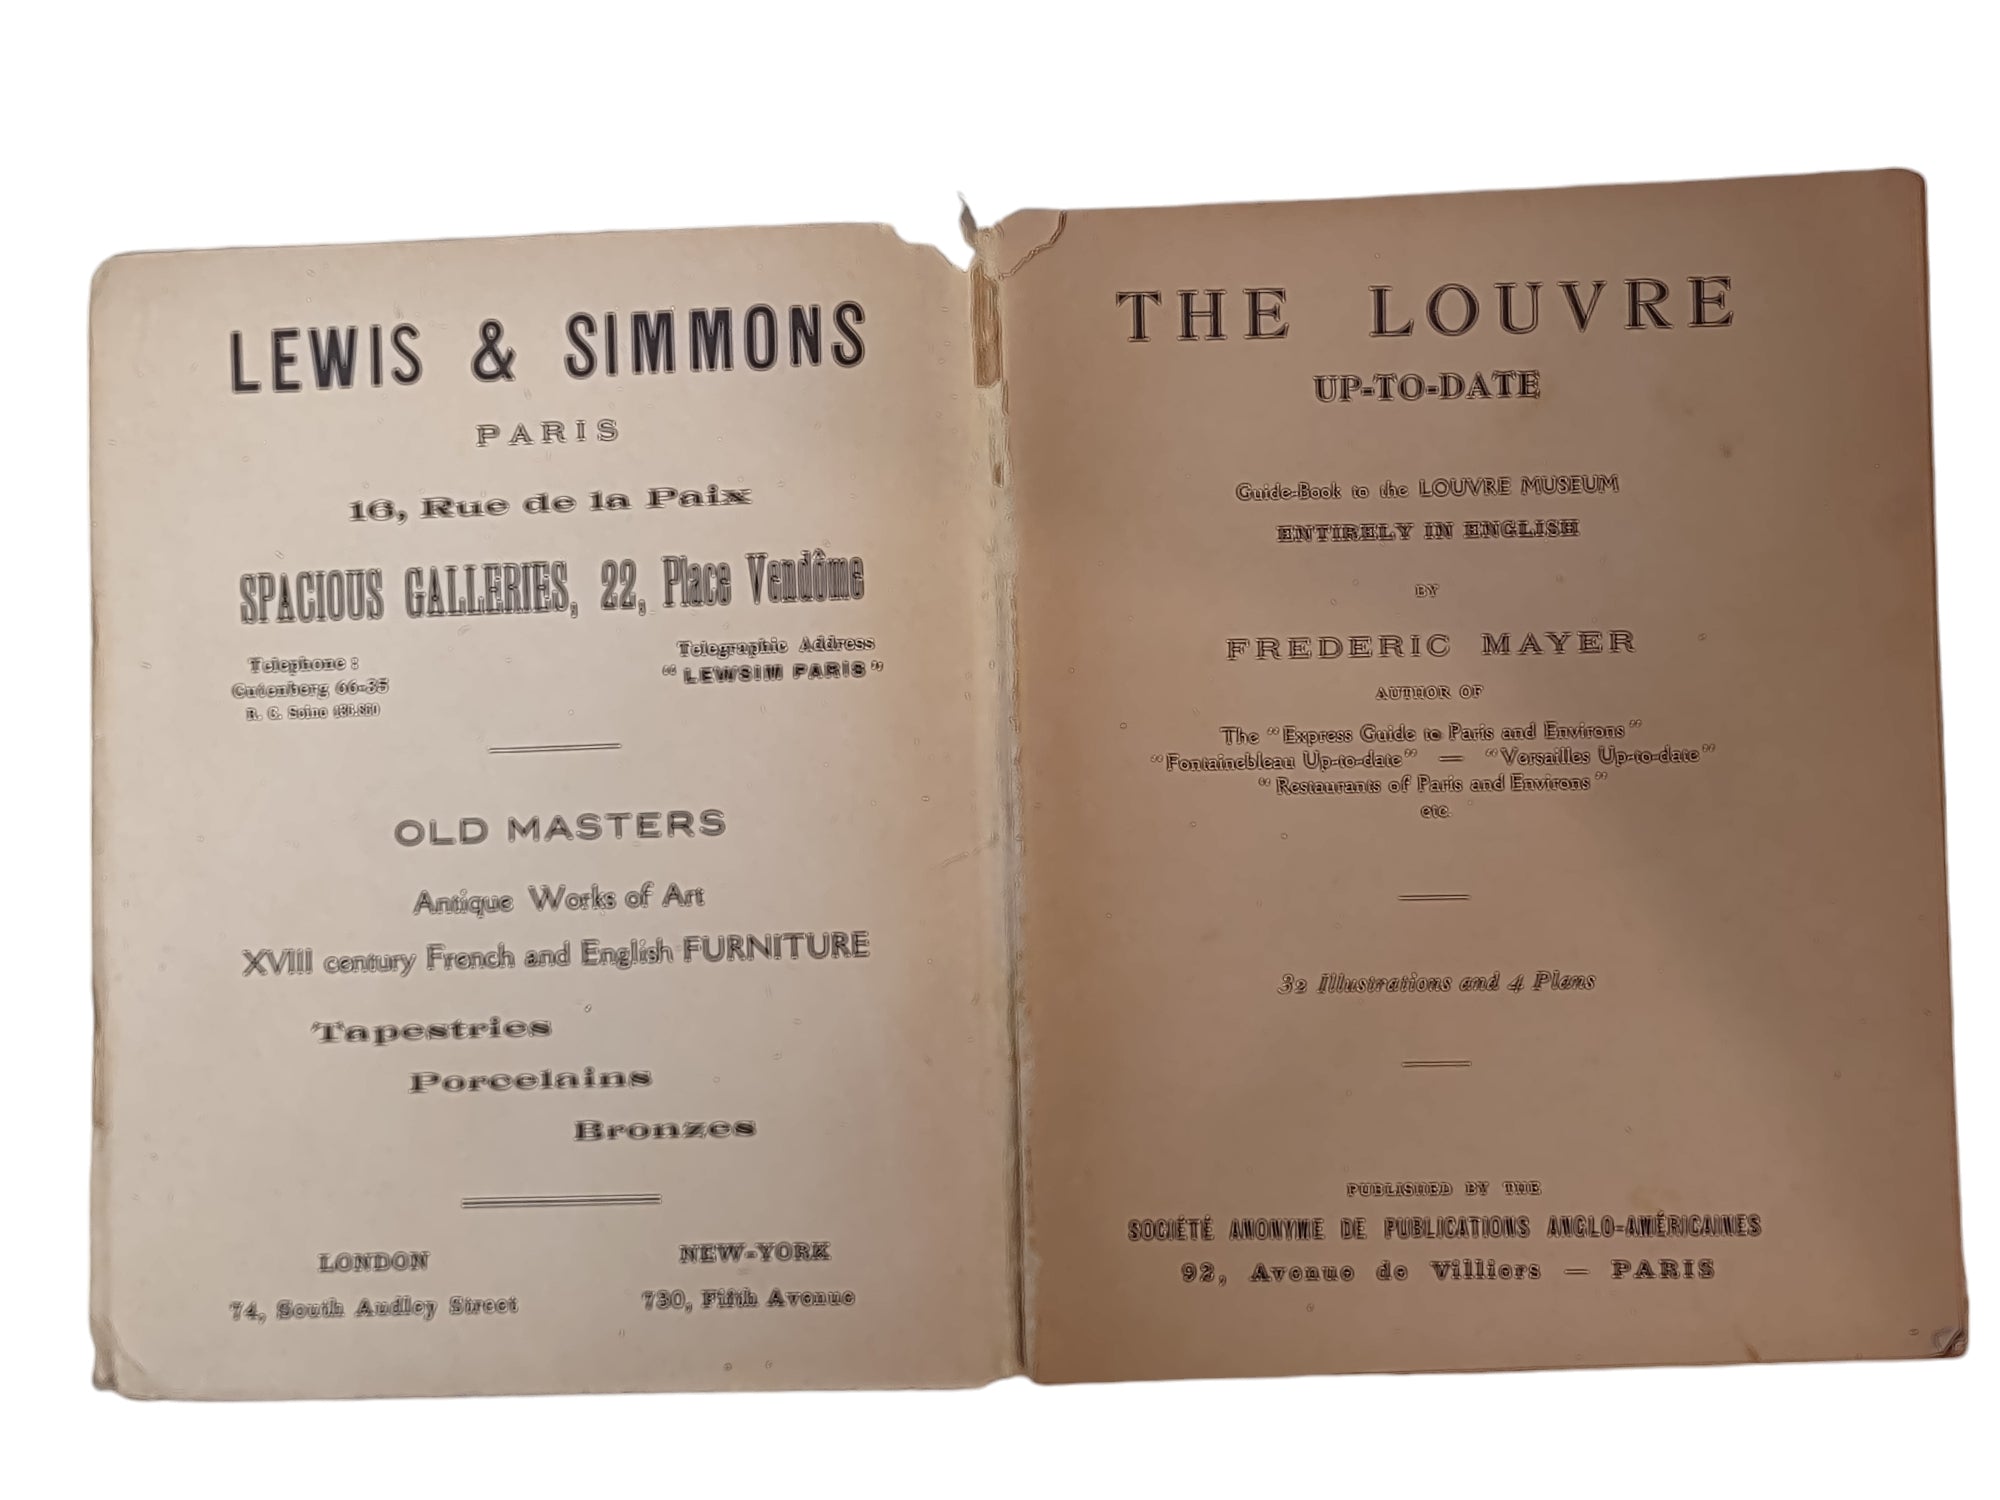 LEWIS & SIMMONS
PARIS
16, Rue de la Paix
SPACIOUS GALLERIES, 22, Place Vendôme
Telephone :
Gutenberg 66-35
R. C. Seine
Telegraphic Address
“ LEWSIM PARIS ”
OLD MASTERS
Antique Works of Art
XVIII century French and English FURNITURE
Tapestries
Porcelains
Bronzes
LONDON
74, South Audley Street
NEW-YORK
730, Fifth Avenue
THE LOUVRE
UP-TO-DATE
Guide-Book to the LOUVRE MUSEUM
ENTIRELY IN ENGLISH
BY
FREDERIC MAYER
AUTHOR OF
The “Express Guide to Paris and Environs”
“Fontainebleau Up-to-date” — “Versailles Up-to-date”
“Restaurants of Paris and Environs”
etc.
32 Illustrations and 4 Plans
PUBLISHED BY THE
SOCIÉTÉ ANONYME DE PUBLICATIONS ANGLO-AMÉRICAINES
92, Avenue de Villiers — PARIS